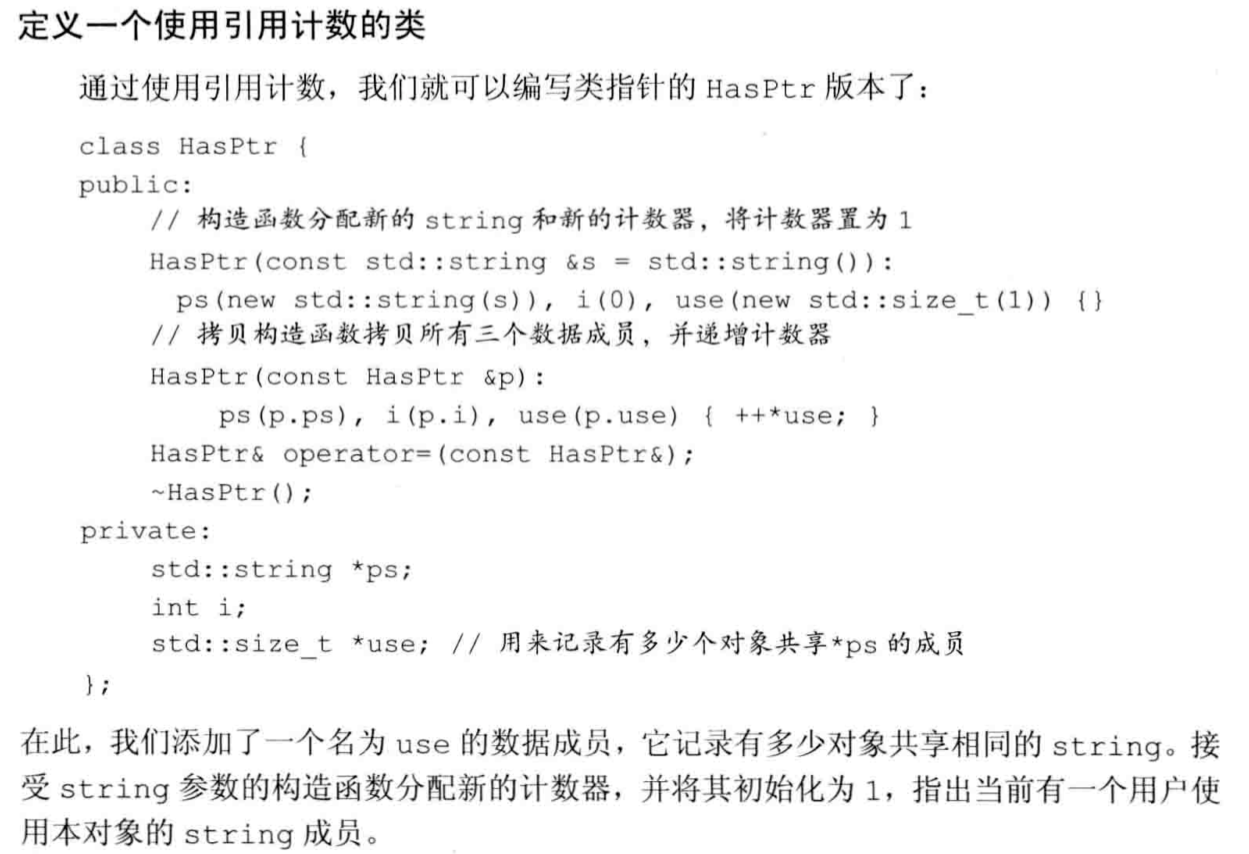 定义一个使用引用计数的类
通过使用引用计数，我们就可以编写类指针的 HasPtr 版本了：
class HasPtr {
public:
    // 构造函数分配新的 string 和新的计数器，将计数器置为 1
    HasPtr(const std::string &s = std::string()):
      ps(new std::string(s)), i(0), use(new std::size_t(1)) {}
    // 拷贝构造函数拷贝所有三个数据成员，并递增计数器
    HasPtr(const HasPtr &p):
        ps(p.ps), i(p.i), use(p.use) { ++*use; }
    HasPtr& operator=(const HasPtr&);
    ~HasPtr();
private:
    std::string *ps;
    int i;
    std::size_t *use; // 用来记录有多少个对象共享*ps 的成员
};
在此，我们添加了一个名为 use 的数据成员，它记录有多少对象共享相同的 string。接
受 string 参数的构造函数分配新的计数器，并将其初始化为 1，指出当前有一个用户使
用本对象的 string 成员。